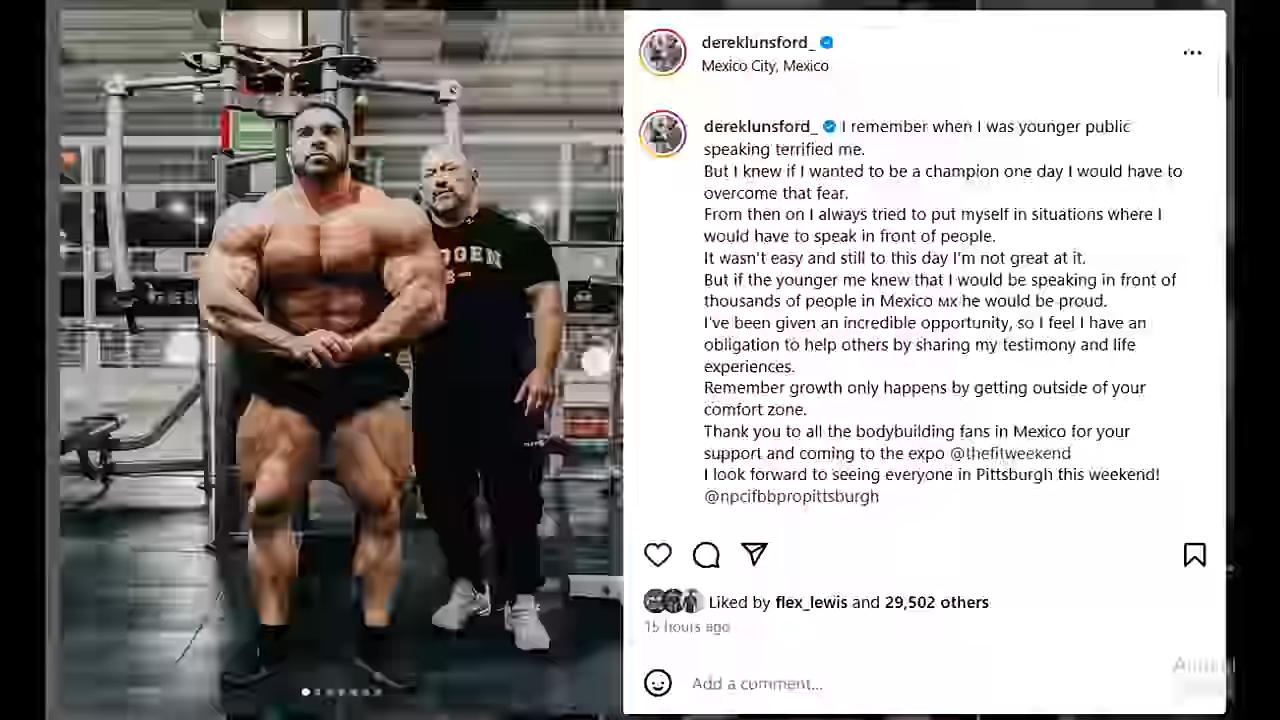 dereklunsford_
Mexico City, Mexico
dereklunsford_ I remember when I was younger public
speaking terrified me.
But I knew if I wanted to be a champion one day I would have to
overcome that fear.
From then on I always tried to put myself in situations where I
would have to speak in front of people.
It wasn't easy and still to this day I'm not great at it.
But if the younger me knew that I would be speaking in front of
thousands of people in Mexico MX he would be proud.
I've been given an incredible opportunity, so I feel I have an
obligation to help others by sharing my testimony and life
experiences.
Remember growth only happens by getting outside of your
comfort zone.
Thank you to all the bodybuilding fans in Mexico for your
support and coming to the expo @thefitweekend
I look forward to seeing everyone in Pittsburgh this weekend!
@npcifbbpropittsburgh
Liked by flex_lewis and 29,502 others
15 hours ago
Add a comment...